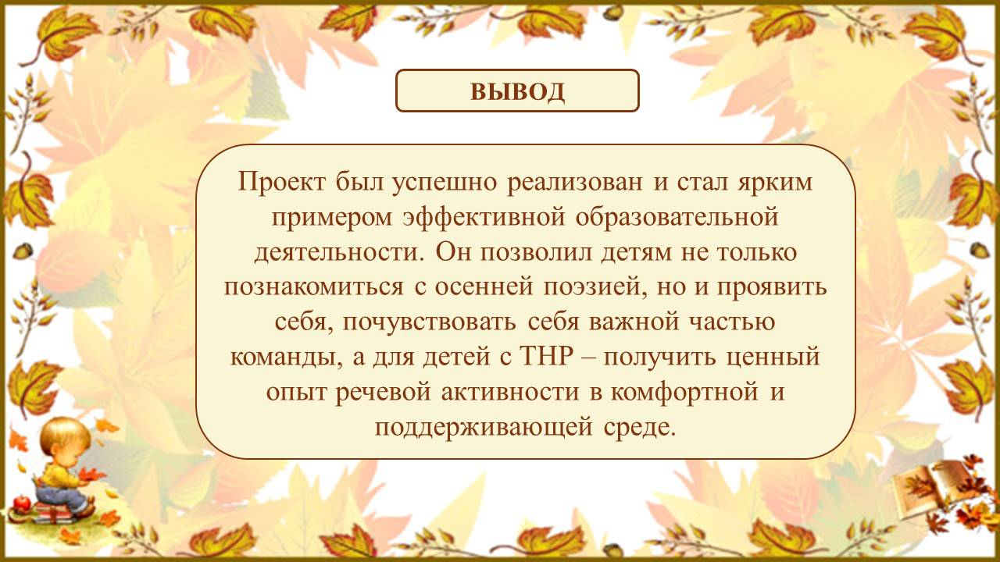 ВЫВОД
Проект был успешно реализован и стал ярким
примером эффективной образовательной
деятельности. Он позволил детям не только
познакомиться с осенней поэзией, но и проявить
себя, почувствовать себя важной частью
команды, а для детей с ТНР – получить ценный
опыт речевой активности в комфортной и
поддерживающей среде.